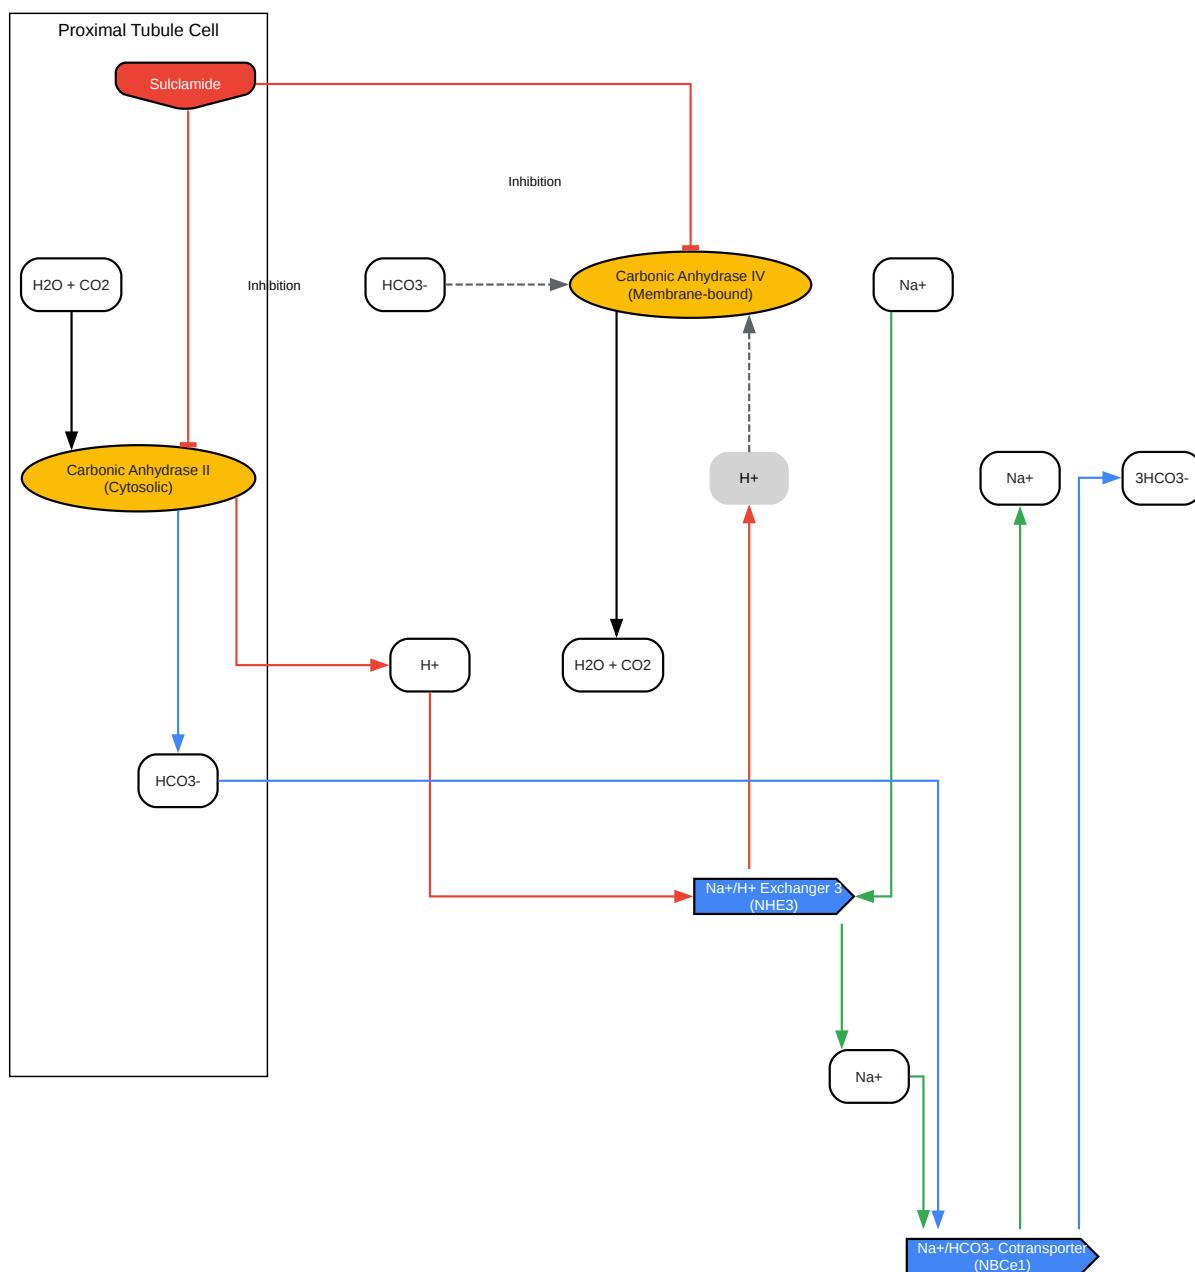 Proximal Tubule Cell
Sulclamide
Inhibition
H2O + CO2
Inhibition
HCO3-
Carbonic Anhydrase IV
(Membrane-bound)
Na+
Carbonic Anhydrase II
(Cytosolic)
H+
Na+
3HCO3-
H+
H2O + CO2
HCO3-
Na+/H+ Exchanger 3
(NHE3)
Na+
Na+/HCO3- Cotransporter
(NBCe1)